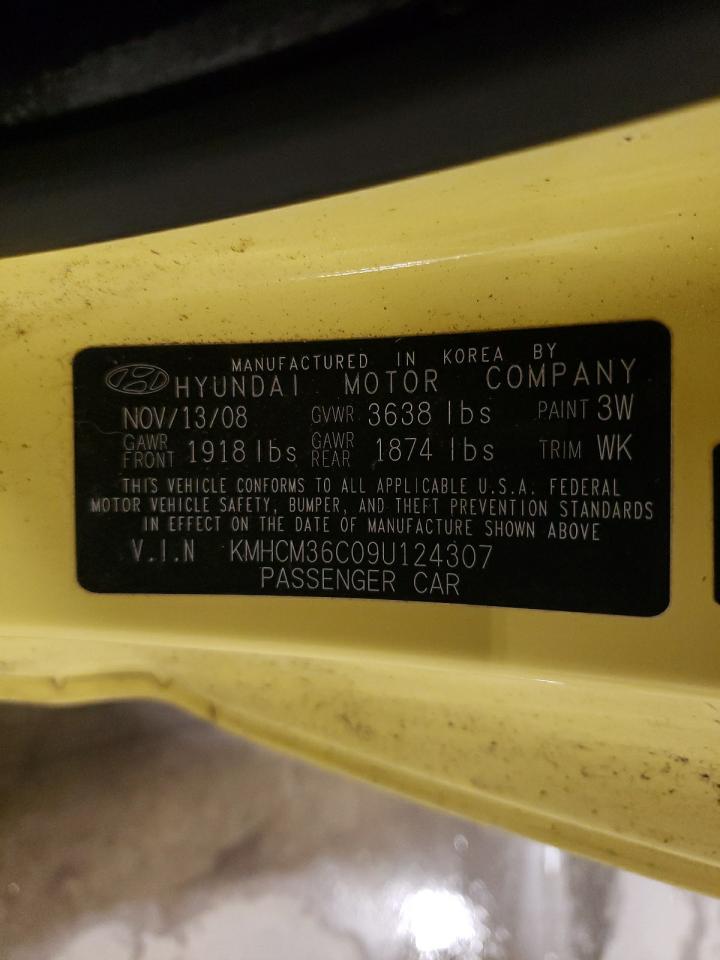 MANUFACTURED IN KOREA BY
HYUNDAI MOTOR COMPANY
NOV/13/08 GVWR 3638 lbs PAINT 3W
GAWR FRONT 1918 lbs GAWR REAR 1874 lbs TRIM WK
THIS VEHICLE CONFORMS TO ALL APPLICABLE U.S.A. FEDERAL
MOTOR VEHICLE SAFETY, BUMPER, AND THEFT PREVENTION STANDARDS
IN EFFECT ON THE DATE OF MANUFACTURE SHOWN ABOVE
V.I.N KMHCM36C09U124307
PASSENGER CAR